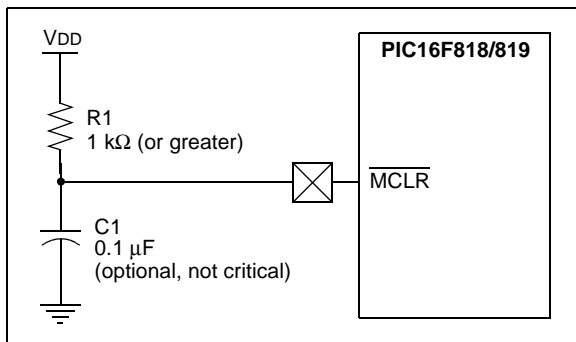 VDD
PIC16F818/819
R1
1 kΩ (or greater)
MCLR
C1
0.1 μF
(optional, not critical)